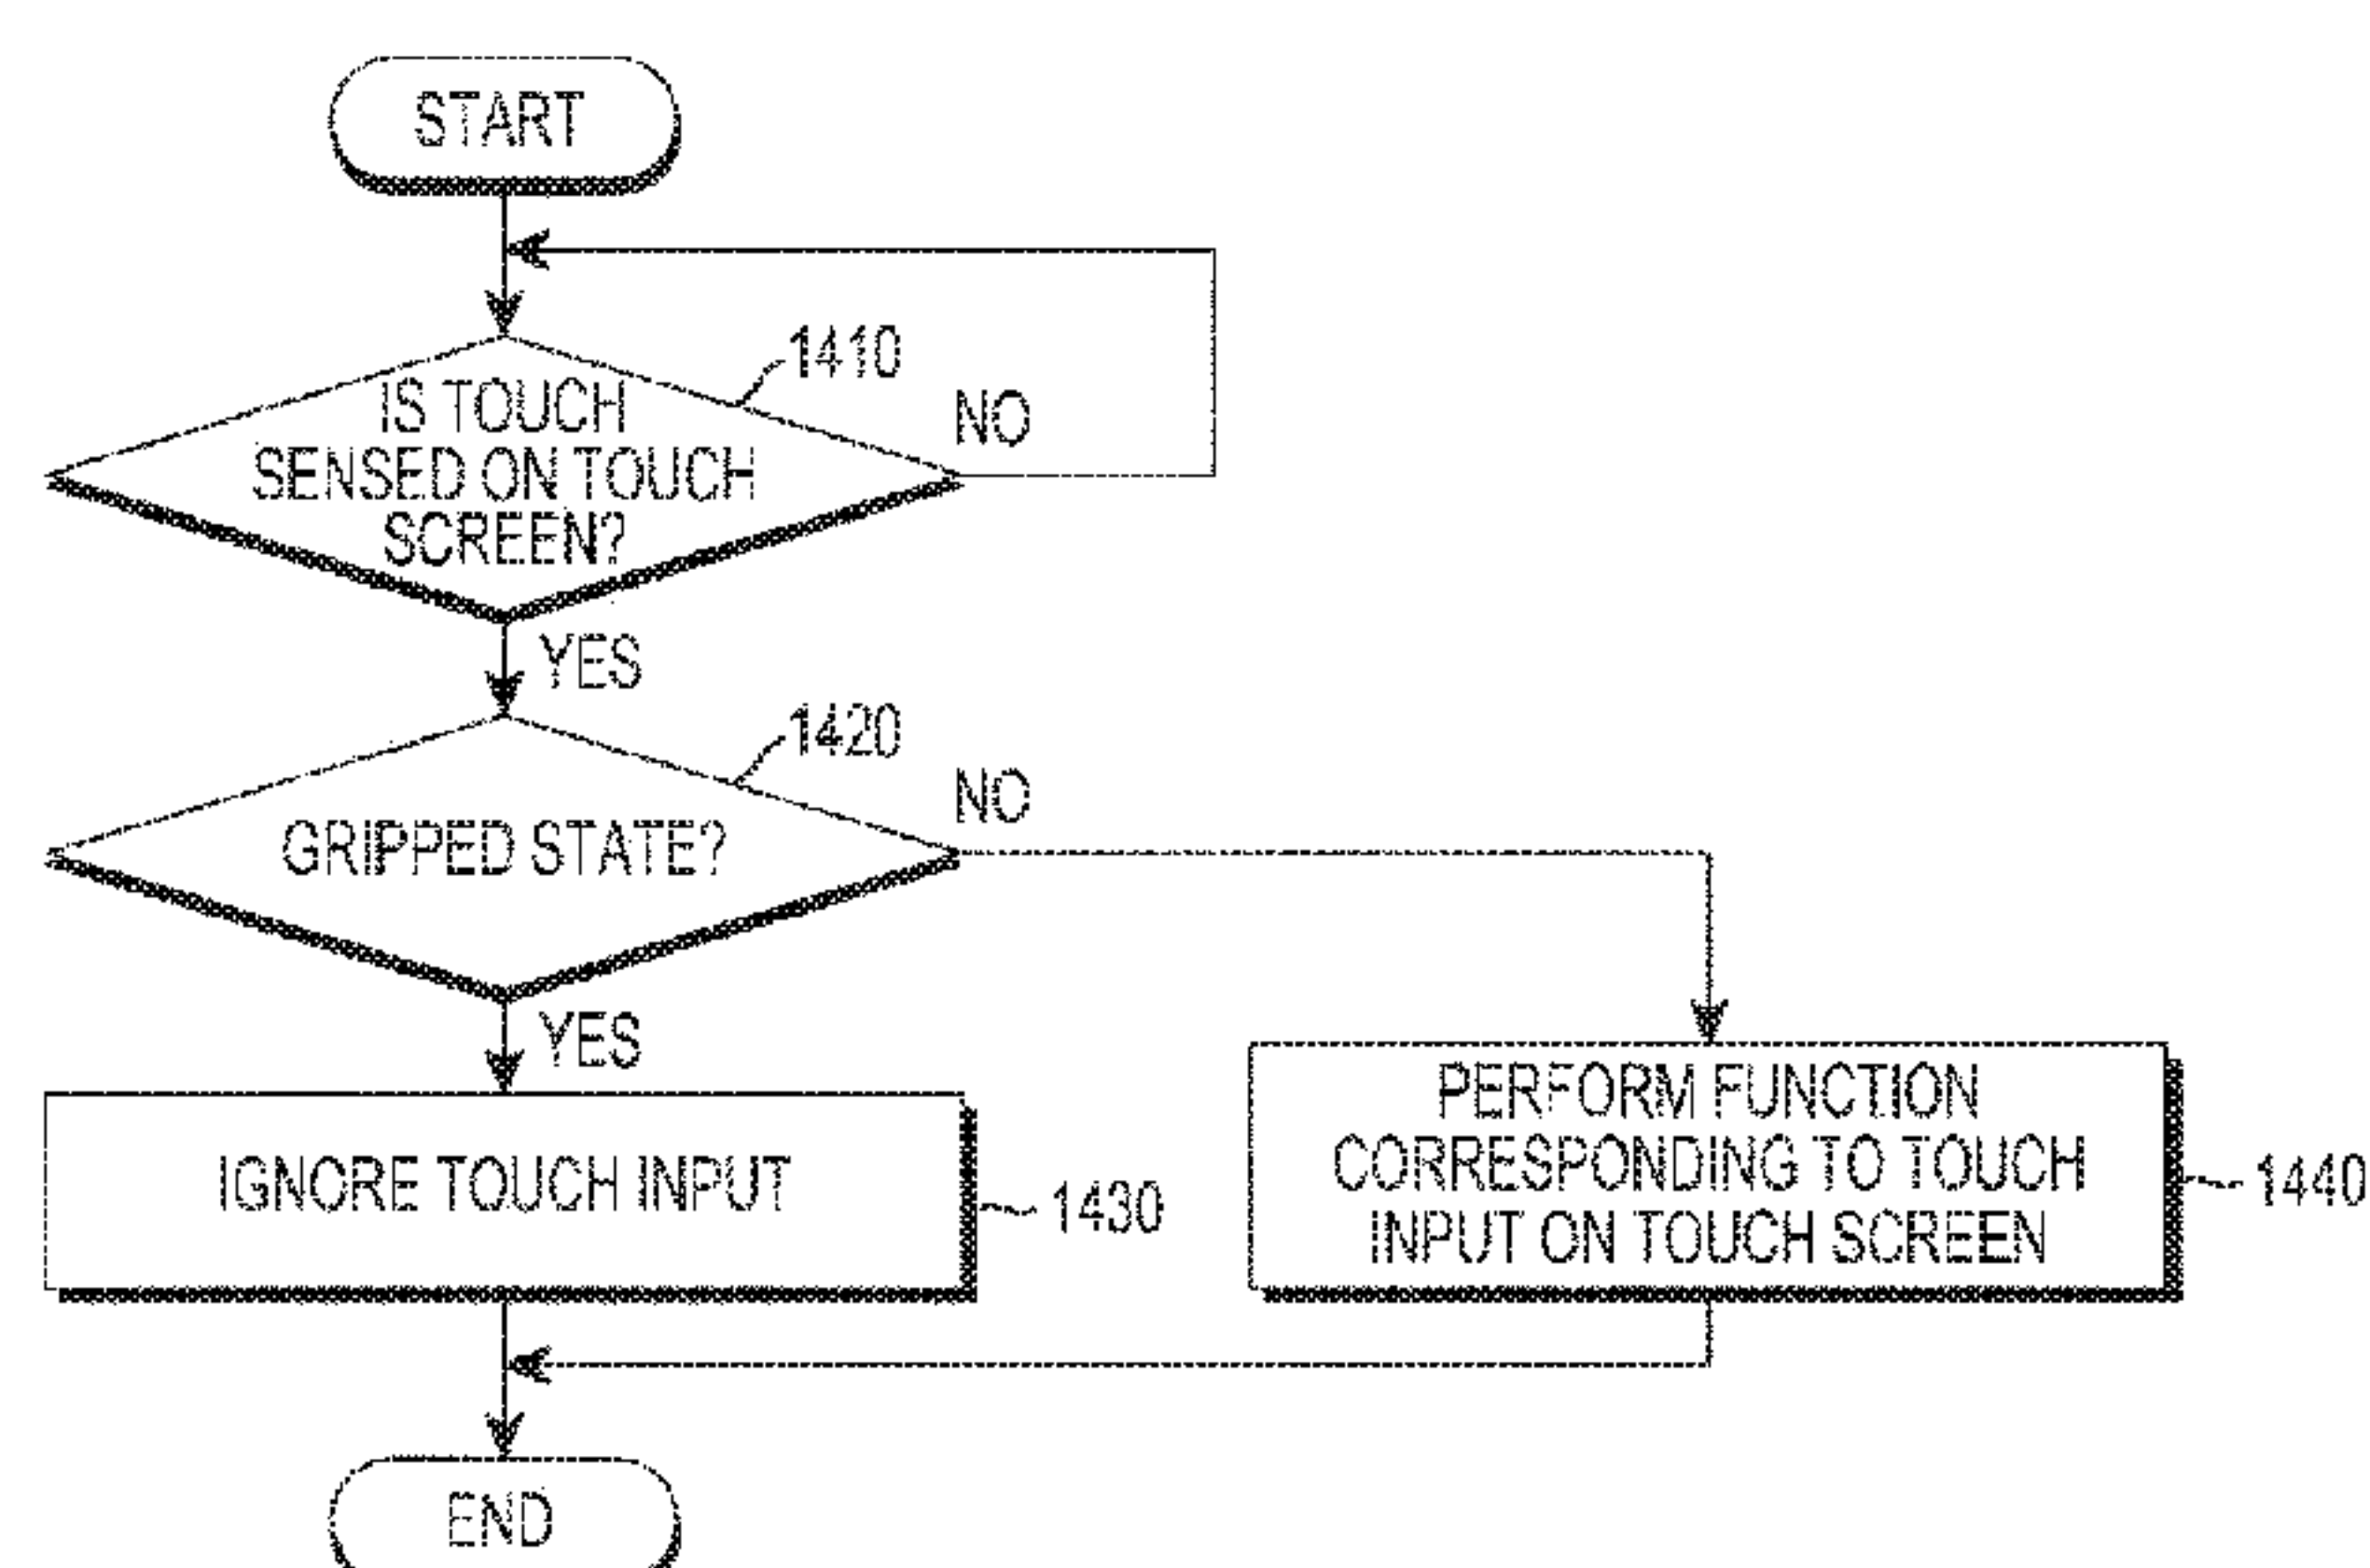 START
1410
IS TOUCH
SENSED ON TOUCH
SCREEN?
NO
YES
1420
GRIPPED STATE?
NO
YES
IGNORE TOUCH INPUT
1430
PERFORM FUNCTION
CORRESPONDING TO TOUCH
INPUT ON TOUCH SCREEN
1440
END